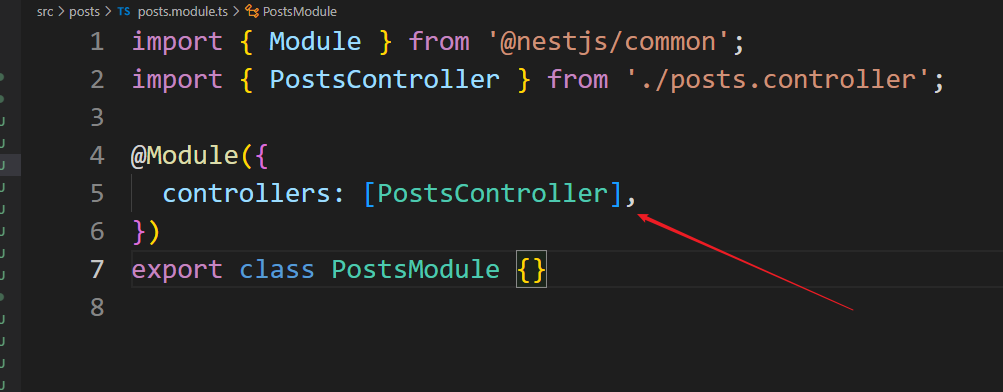 src > posts > TS posts.module.ts > PostsModule
1 import { Module } from '@nestjs/common';
2 import { PostsController } from './posts.controller';
3
4 @Module({
5   controllers: [PostsController],
6 })
7 export class PostsModule {}
8